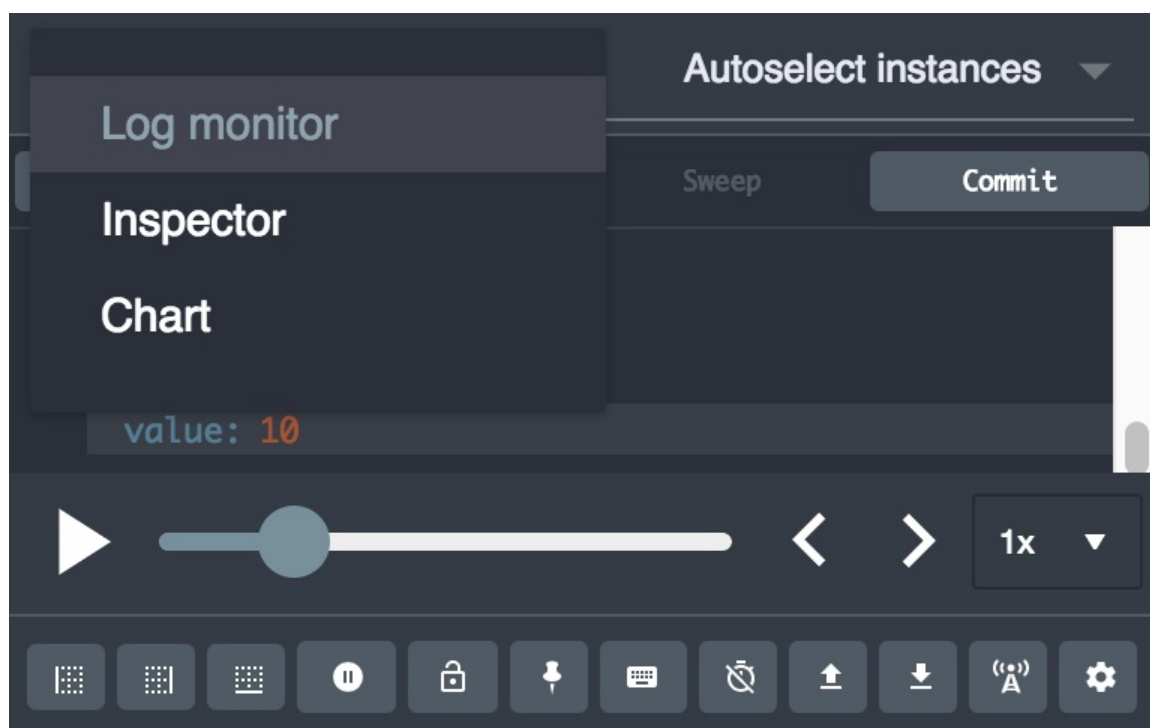 Autoselect instances
Log monitor
Sweep
Commit
Inspector
Chart
value: 10
1x